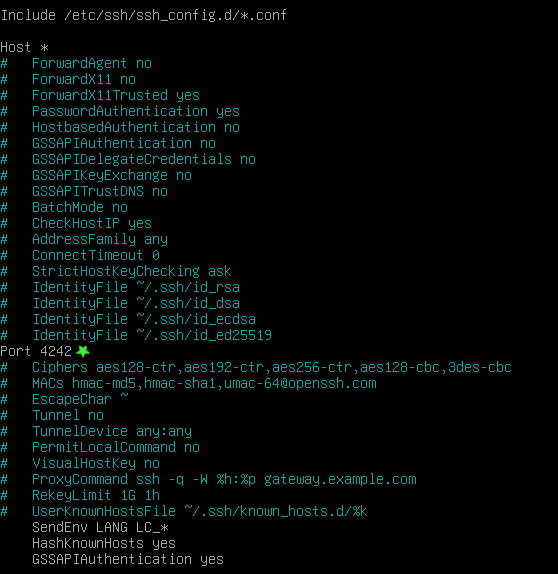 Include /etc/ssh/ssh_config.d/*.conf

Host *
#   ForwardAgent no
#   ForwardX11 no
#   ForwardX11Trusted yes
#   PasswordAuthentication yes
#   HostbasedAuthentication no
#   GSSAPIAuthentication no
#   GSSAPIDelegateCredentials no
#   GSSAPIKeyExchange no
#   GSSAPITrustDNS no
#   BatchMode no
#   CheckHostIP yes
#   AddressFamily any
#   ConnectTimeout 0
#   StrictHostKeyChecking ask
#   IdentityFile ~/.ssh/id_rsa
#   IdentityFile ~/.ssh/id_dsa
#   IdentityFile ~/.ssh/id_ecdsa
#   IdentityFile ~/.ssh/id_ed25519
Port 4242
#   Ciphers aes128-ctr,aes192-ctr,aes256-ctr,aes128-cbc,3des-cbc
#   MACs hmac-md5,hmac-sha1,umac-64@openssh.com
#   EscapeChar ~
#   Tunnel no
#   TunnelDevice any:any
#   PermitLocalCommand no
#   VisualHostKey no
#   ProxyCommand ssh -q -W %h:%p gateway.example.com
#   RekeyLimit 1G 1h
#   UserKnownHostsFile ~/.ssh/known_hosts.d/%k
    SendEnv LANG LC_*
    HashKnownHosts yes
    GSSAPIAuthentication yes